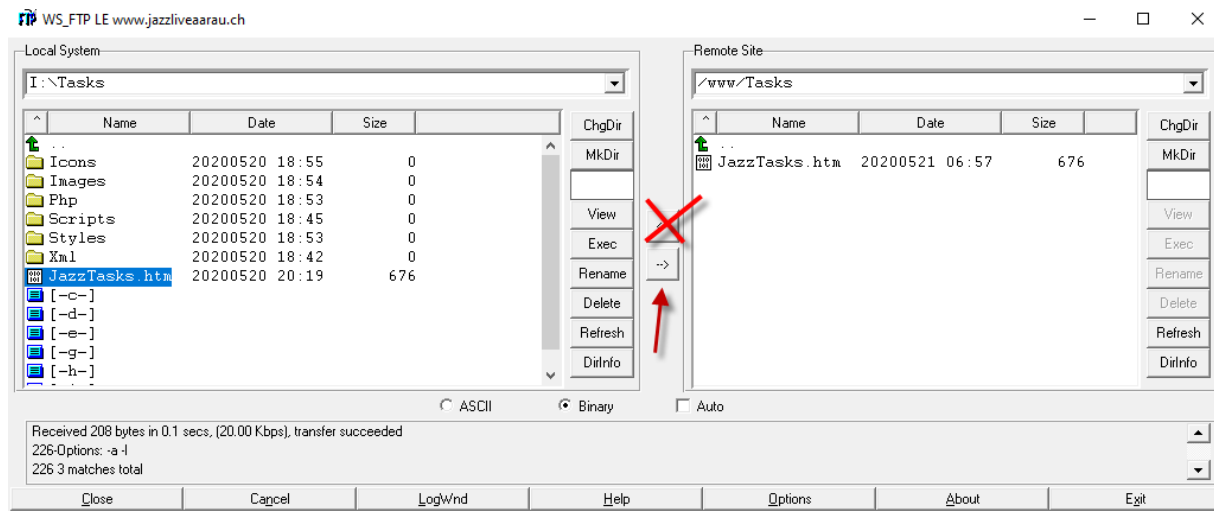 WS_FTP LE www.jazzliveaarau.ch
Local System
I:\Tasks
^ Name Date Size
..
Icons 20200520 18:55 0
Images 20200520 18:54 0
Php 20200520 18:53 0
Scripts 20200520 18:45 0
Styles 20200520 18:53 0
Xml 20200520 18:42 0
JazzTasks.htm 20200520 20:19 676
[-c-]
[-d-]
[-e-]
[-g-]
[-h-]
ChgDir
MkDir
View
Exec
Rename
Delete
Refresh
DirInfo
-->
Remote Site
/www/Tasks
^ Name Date Size
..
JazzTasks.htm 20200521 06:57 676
ChgDir
MkDir
View
Exec
Rename
Delete
Refresh
DirInfo
ASCII Binary Auto
Received 208 bytes in 0.1 secs, (20.00 Kbps), transfer succeeded
226-Options: -a -l
226 3 matches total
Close Cancel LogWnd Help Options About Exit